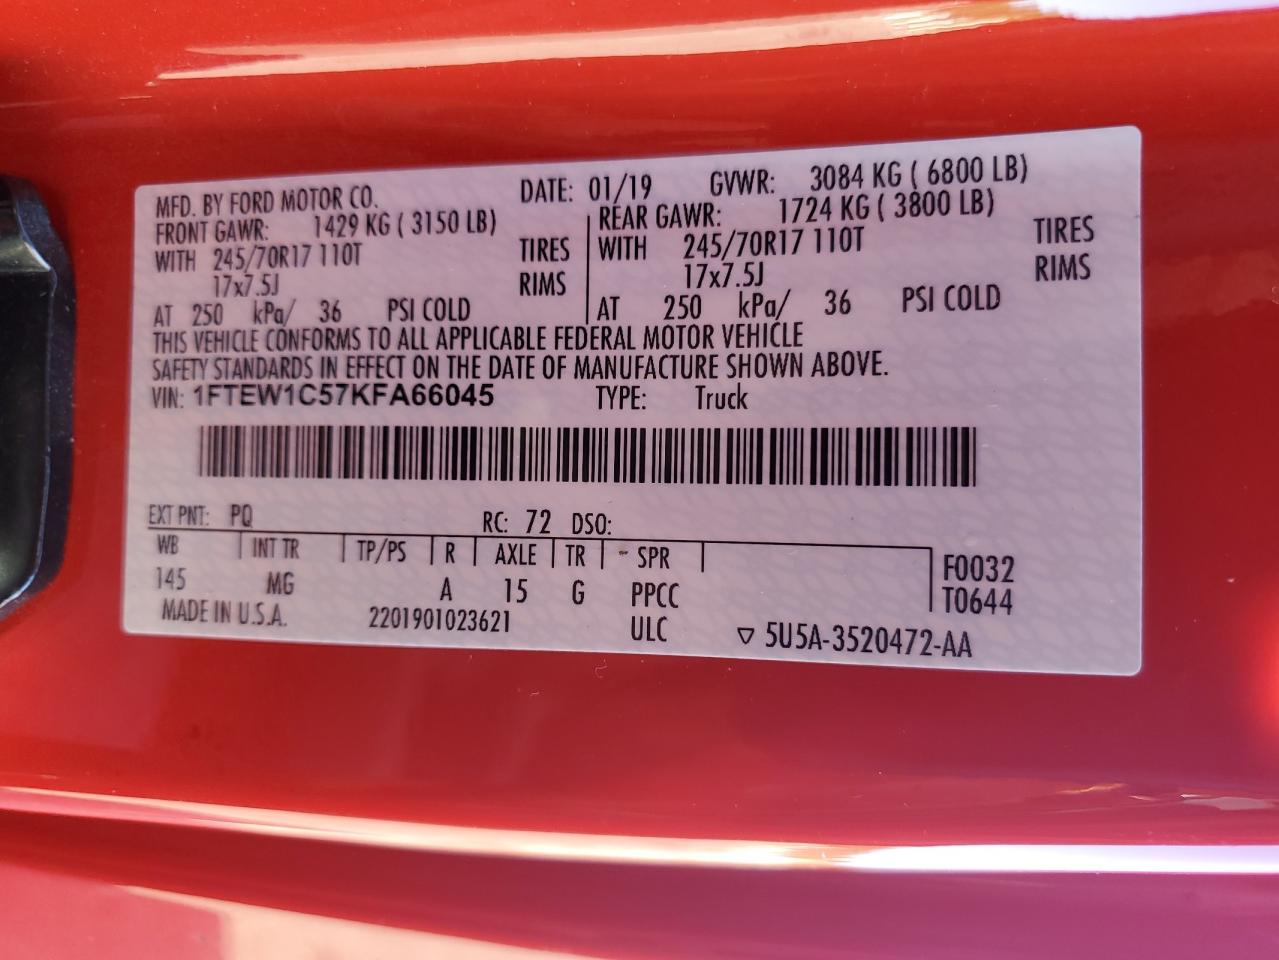 MFD. BY FORD MOTOR CO. DATE: 01/19 GVWR: 3084 KG ( 6800 LB)
FRONT GAWR: 1429 KG ( 3150 LB) REAR GAWR: 1724 KG ( 3800 LB)
WITH 245/70R17 110T TIRES WITH 245/70R17 110T TIRES
17x7.5J RIMS 17x7.5J RIMS
AT 250 kPa/ 36 PSI COLD AT 250 kPa/ 36 PSI COLD
THIS VEHICLE CONFORMS TO ALL APPLICABLE FEDERAL MOTOR VEHICLE
SAFETY STANDARDS IN EFFECT ON THE DATE OF MANUFACTURE SHOWN ABOVE.
VIN: 1FTEW1C57KFA66045 TYPE: Truck
EXT PNT: PQ RC: 72 DSO:
WB INT TR TP/PS R AXLE TR SPR F0032
145 MG A 15 G PPCC T0644
MADE IN U.S.A. 2201901023621 ULC ▽ 5U5A-3520472-AA